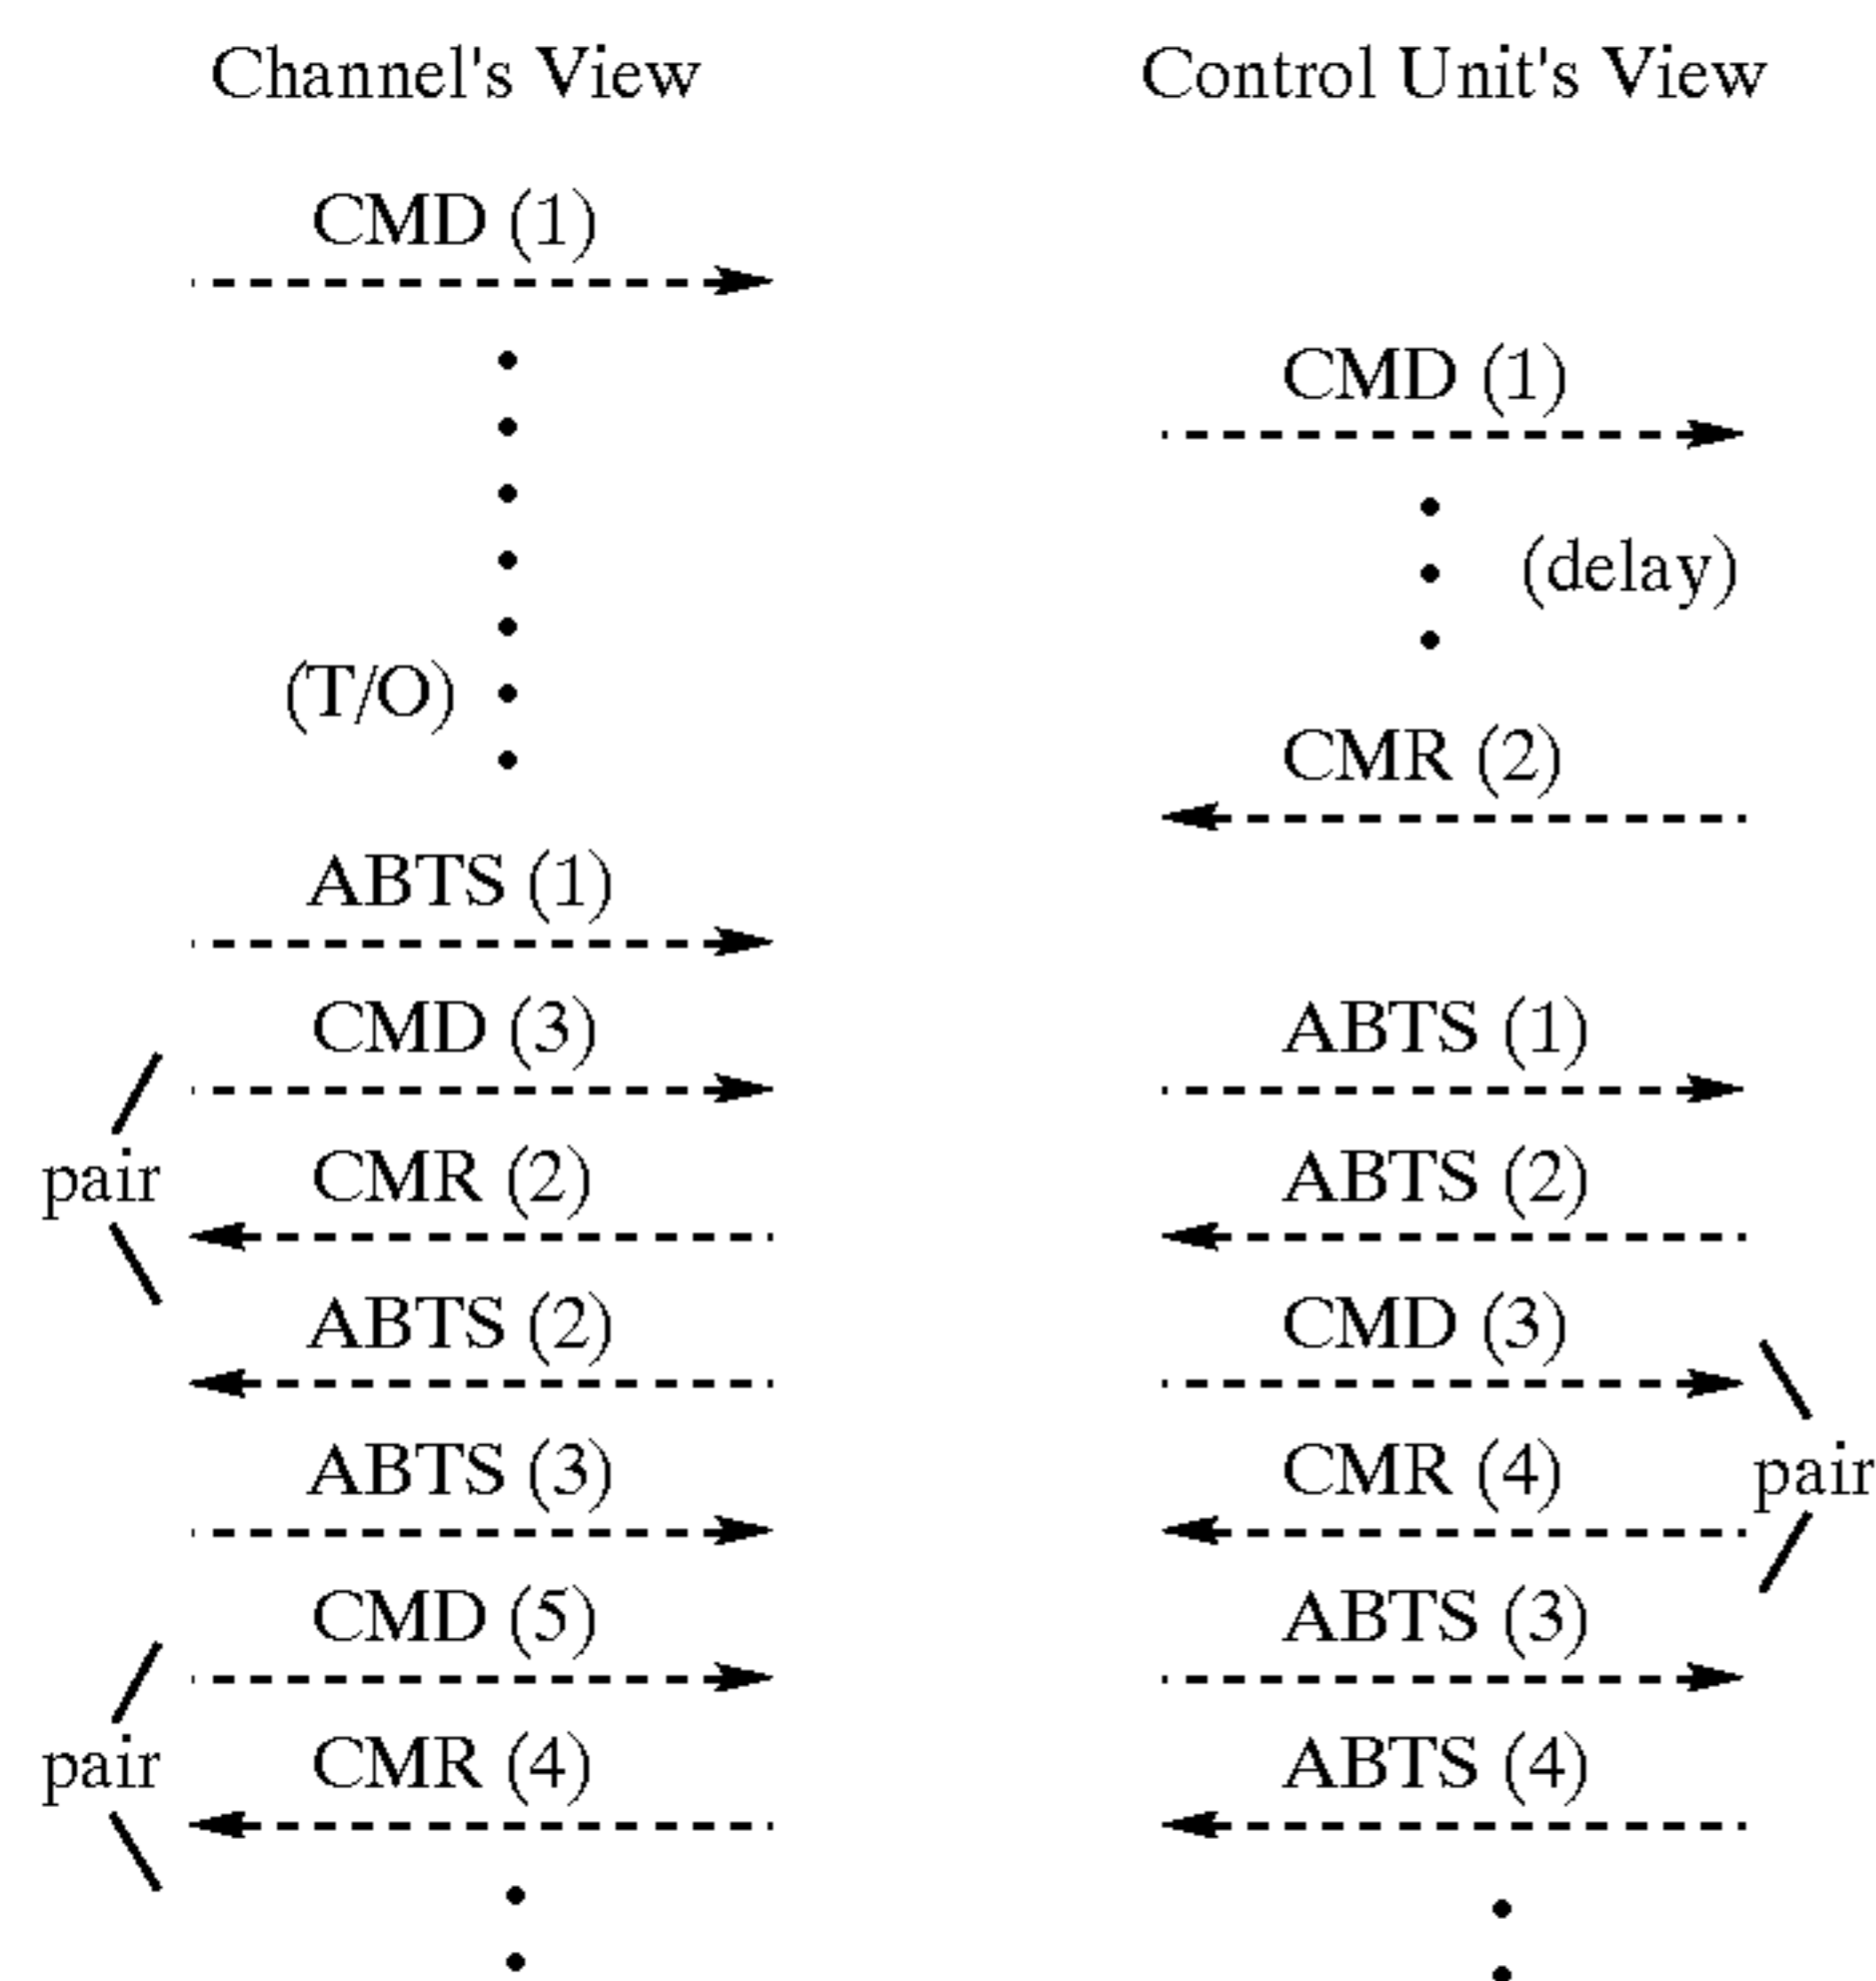 Channel's View
Control Unit's View
CMD (1)
CMD (1)
(delay)
(T/O)
CMR (2)
ABTS (1)
CMD (3)
ABTS (1)
pair
CMR (2)
ABTS (2)
ABTS (2)
CMD (3)
ABTS (3)
CMR (4)
pair
CMD (5)
ABTS (3)
pair
CMR (4)
ABTS (4)